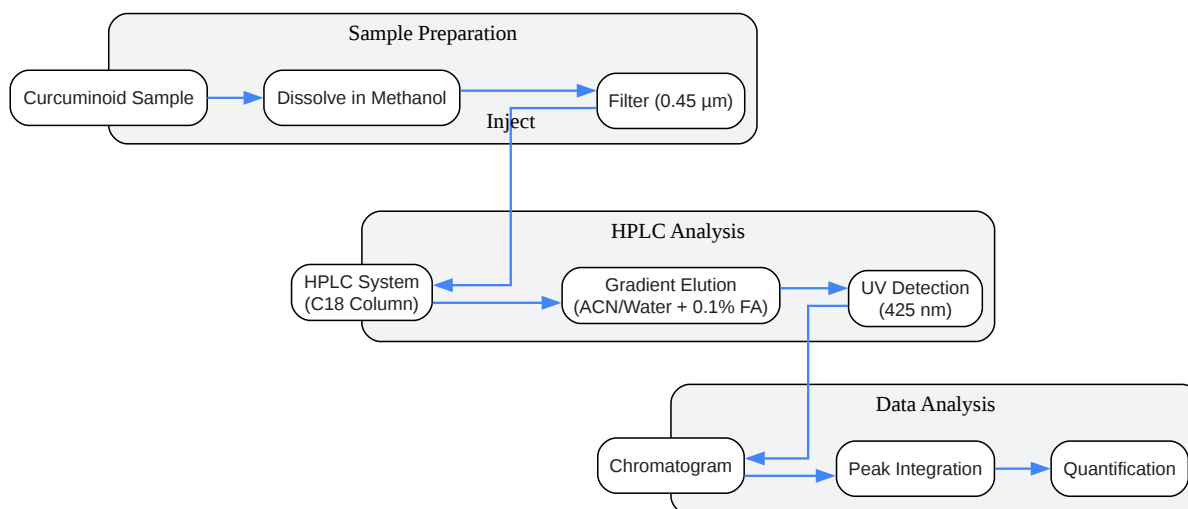 Sample Preparation
Curcuminoid Sample
Dissolve in Methanol
Filter (0.45 µm)
Inject
HPLC Analysis
HPLC System
(C18 Column)
Gradient Elution
(ACN/Water + 0.1% FA)
UV Detection
(425 nm)
Data Analysis
Chromatogram
Peak Integration
Quantification